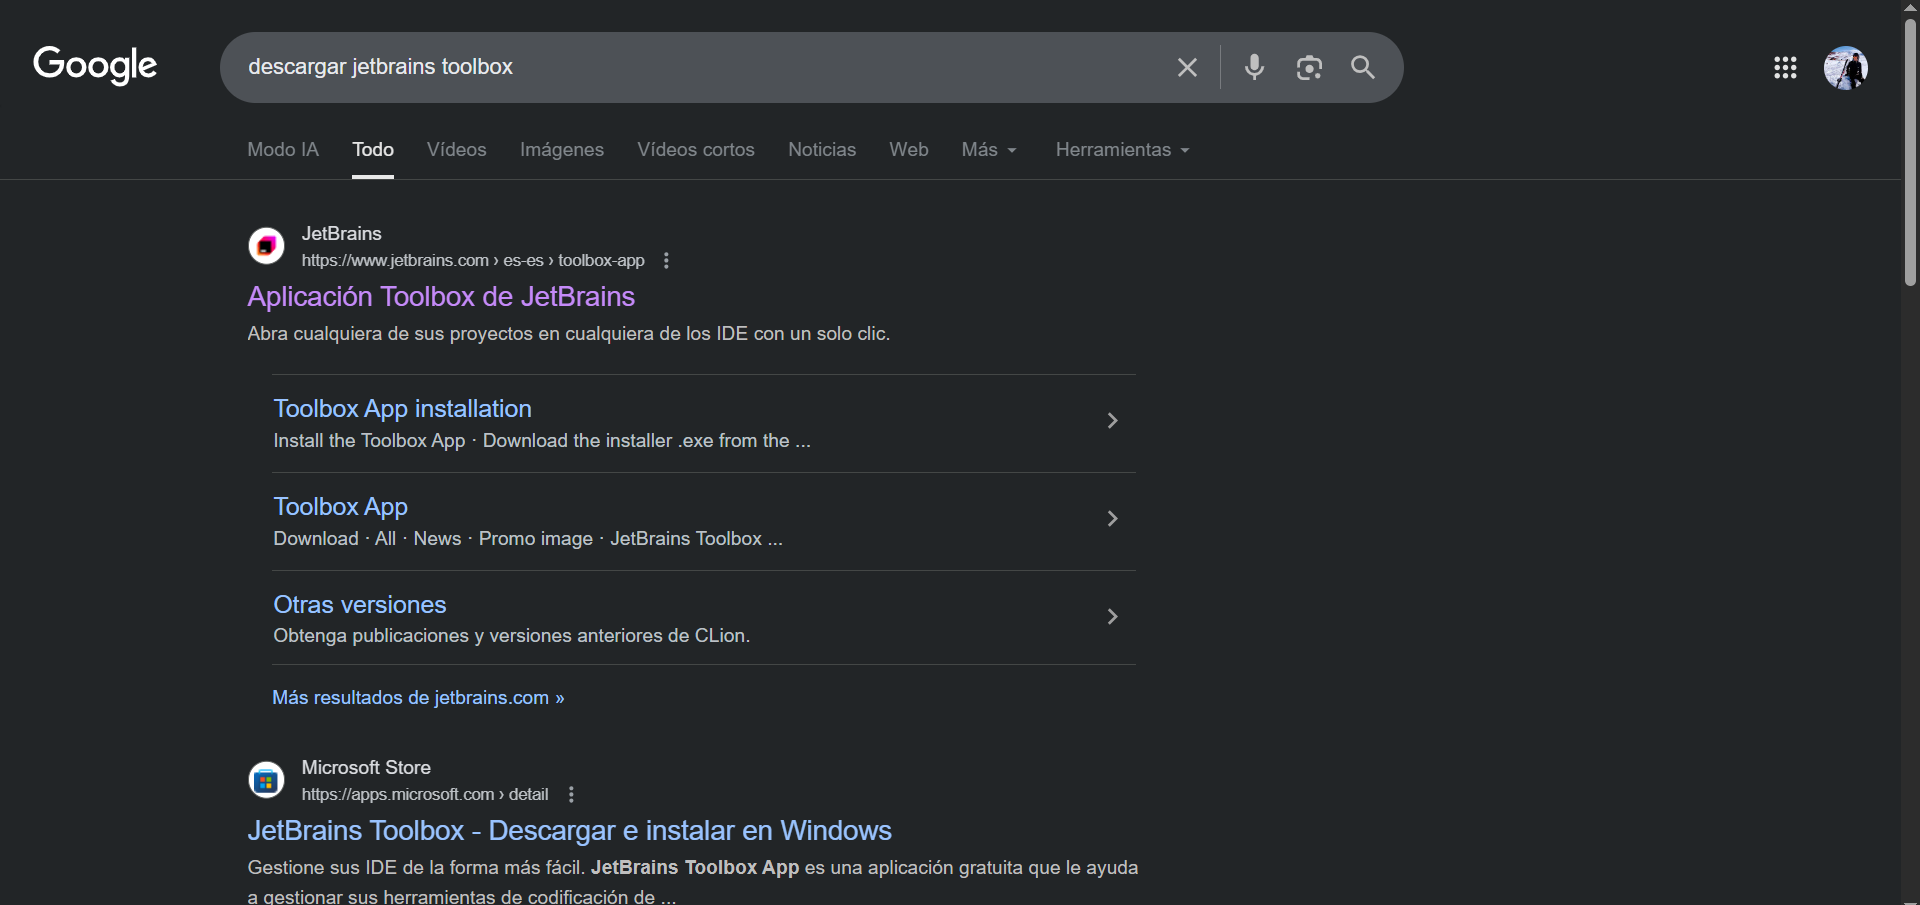 Google
descargar jetbrains toolbox
Modo IA Todo Vídeos Imágenes Vídeos cortos Noticias Web Más Herramientas
JetBrains
https://www.jetbrains.com › es-es › toolbox-app
Aplicación Toolbox de JetBrains
Abra cualquiera de sus proyectos en cualquiera de los IDE con un solo clic.
Toolbox App installation
Install the Toolbox App · Download the installer .exe from the ...
Toolbox App
Download · All · News · Promo image · JetBrains Toolbox ...
Otras versiones
Obtenga publicaciones y versiones anteriores de CLion.
Más resultados de jetbrains.com »
Microsoft Store
https://apps.microsoft.com › detail
JetBrains Toolbox - Descargar e instalar en Windows
Gestione sus IDE de la forma más fácil. JetBrains Toolbox App es una aplicación gratuita que le ayuda
a gestionar sus herramientas de codificación de ...